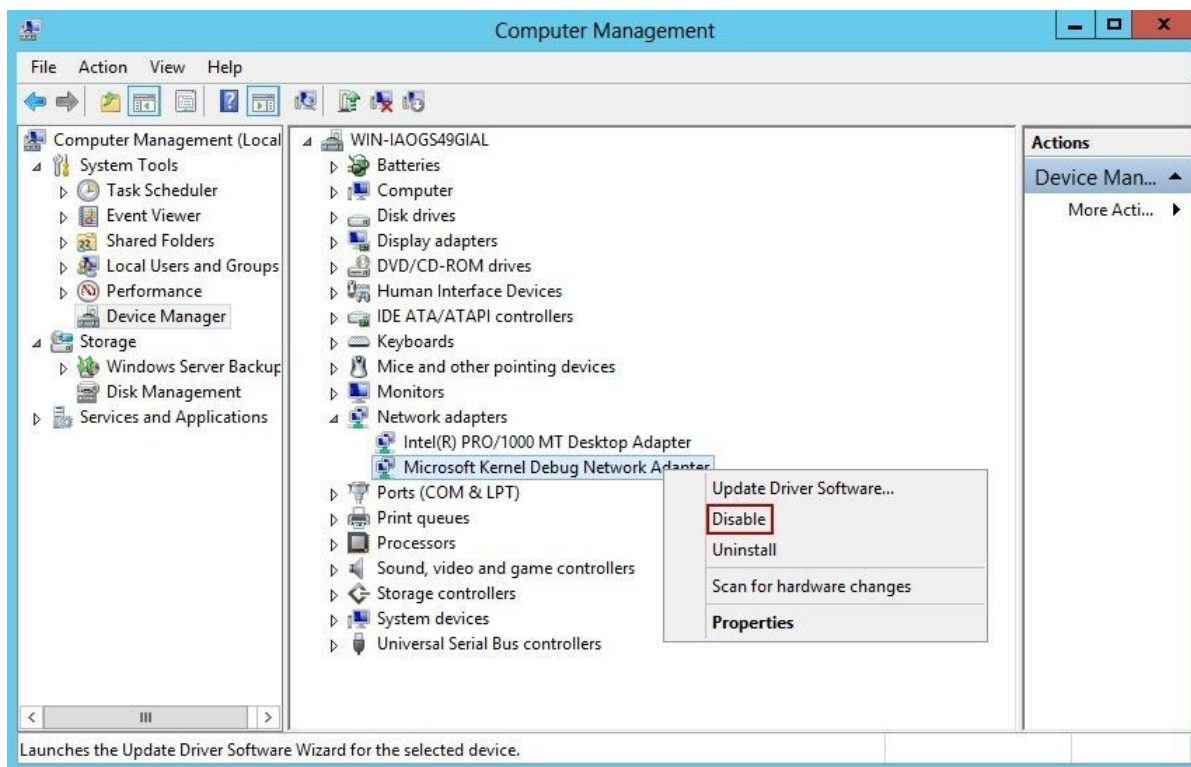 Computer Management
File Action View Help
Computer Management (Local
System Tools
Task Scheduler
Event Viewer
Shared Folders
Local Users and Groups
Performance
Device Manager
Storage
Windows Server Backup
Disk Management
Services and Applications
WIN-IAOGS49GIAL
Batteries
Computer
Disk drives
Display adapters
DVD/CD-ROM drives
Human Interface Devices
IDE ATA/ATAPI controllers
Keyboards
Mice and other pointing devices
Monitors
Network adapters
Intel(R) PRO/1000 MT Desktop Adapter
Microsoft Kernel Debug Network Adapter
Ports (COM & LPT)
Print queues
Processors
Sound, video and game controllers
Storage controllers
System devices
Universal Serial Bus controllers
Update Driver Software...
Disable
Uninstall
Scan for hardware changes
Properties
Actions
Device Man...
More Acti...
Launches the Update Driver Software Wizard for the selected device.